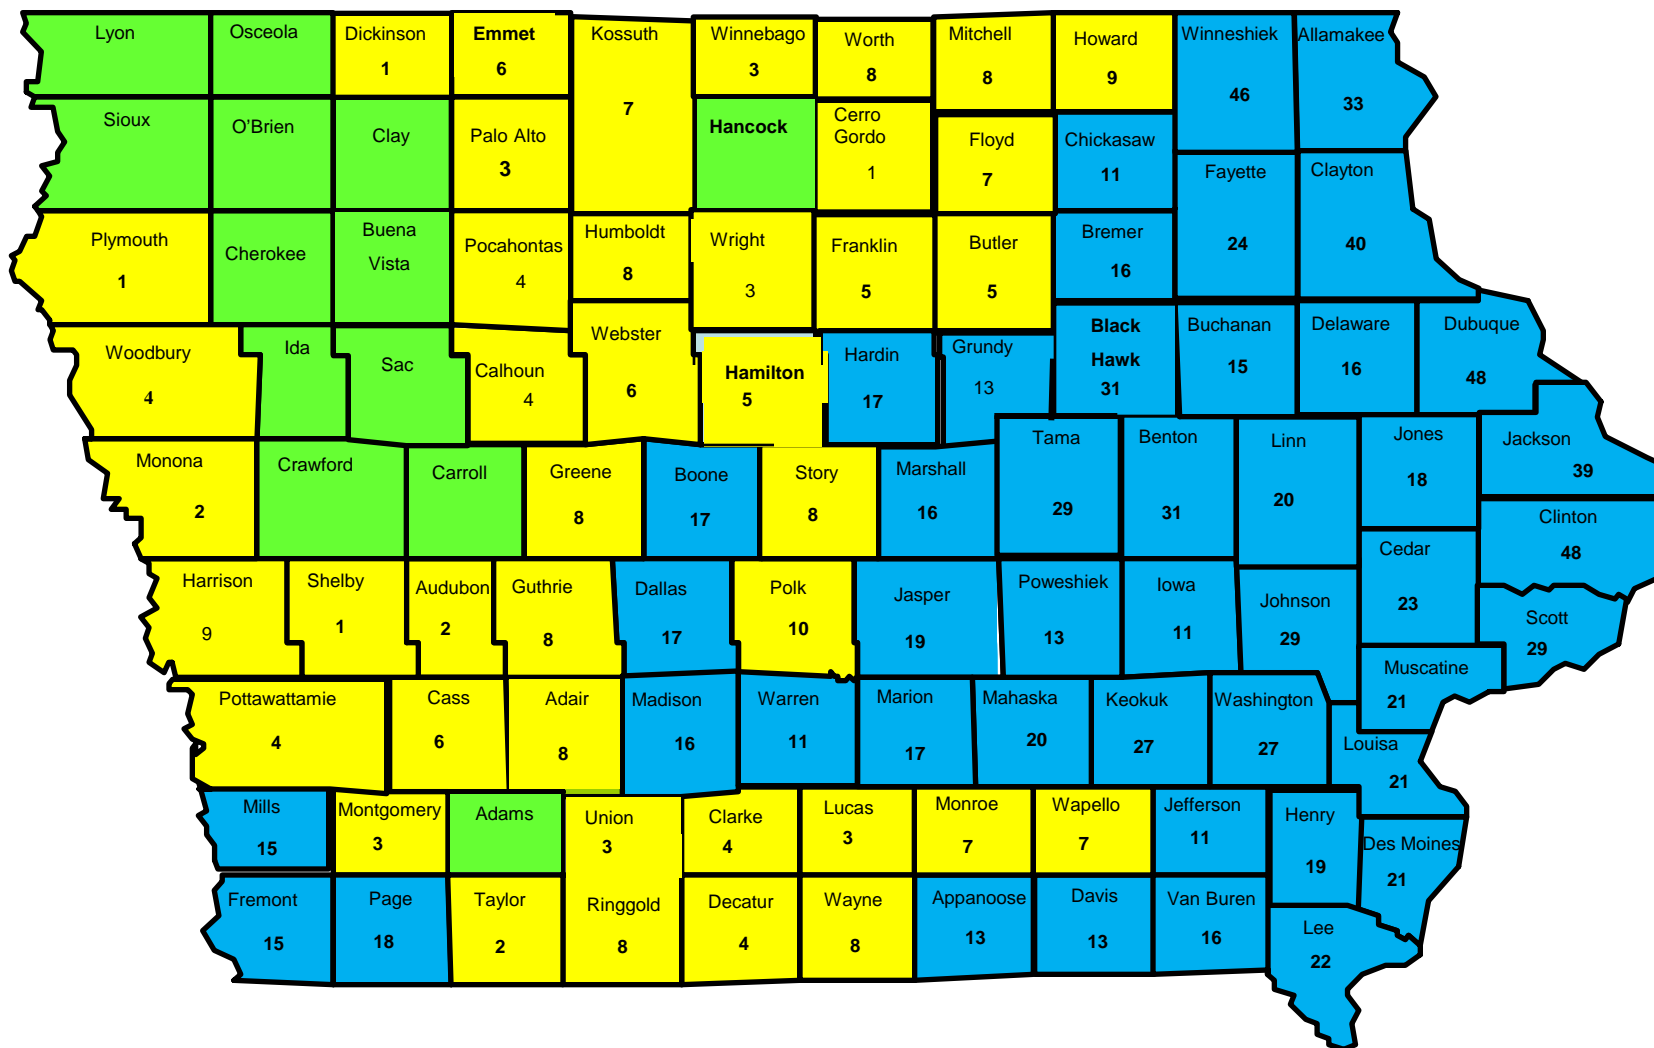 Lyon
Osceola
Dickinson
1
Emmet
6
Kossuth
7
Winnebago
3
Worth
8
Mitchell
8
Howard
9
Winneshiek
46
Allamakee
33
Sioux
O'Brien
Clay
Palo Alto
3
Hancock
Cerro
Gordo
1
Floyd
7
Chickasaw
11
Fayette
24
Clayton
40
Plymouth
1
Cherokee
Buena
Vista
Pocahontas
4
Humboldt
8
Wright
3
Franklin
5
Butler
5
Bremer
16
Woodbury
4
Ida
Sac
Calhoun
4
Webster
6
Hamilton
5
Hardin
17
Grundy
13
Black
Hawk
31
Buchanan
15
Delaware
16
Dubuque
48
Monona
2
Crawford
Carroll
Greene
8
Boone
17
Story
8
Marshall
16
Tama
29
Benton
31
Linn
20
Jones
18
Jackson
39
Clinton
48
Harrison
9
Shelby
1
Audubon
2
Guthrie
8
Dallas
17
Polk
10
Jasper
19
Poweshiek
13
Iowa
11
Johnson
29
Cedar
23
Scott
29
Muscatine
21
Pottawattamie
4
Cass
6
Adair
8
Madison
16
Warren
11
Marion
17
Mahaska
20
Keokuk
27
Washington
27
Louisa
21
Mills
15
Montgomery
3
Adams
Union
3
Clarke
4
Lucas
3
Monroe
7
Wapello
7
Jefferson
11
Henry
19
Des Moines
21
Fremont
15
Page
18
Taylor
2
Ringgold
8
Decatur
4
Wayne
8
Appanoose
13
Davis
13
Van Buren
16
Lee
22